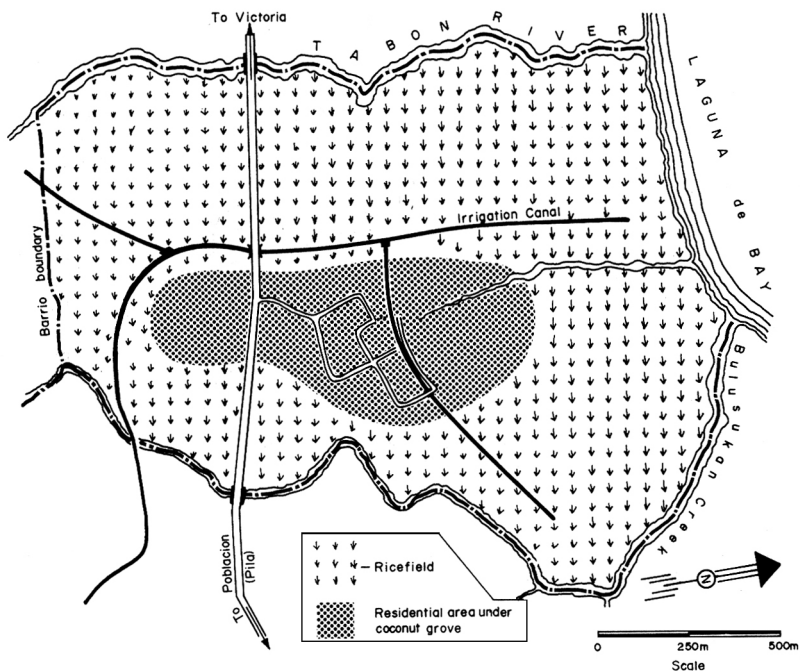 To Victoria
TABON RIVER
LAGUNA de BAY
Irrigation Canal
Barrio boundary
Bulusukan Creek
To Poblacion
(Pila)
Ricefield
Residential area under
coconut grove
N
0 250m 500m
Scale